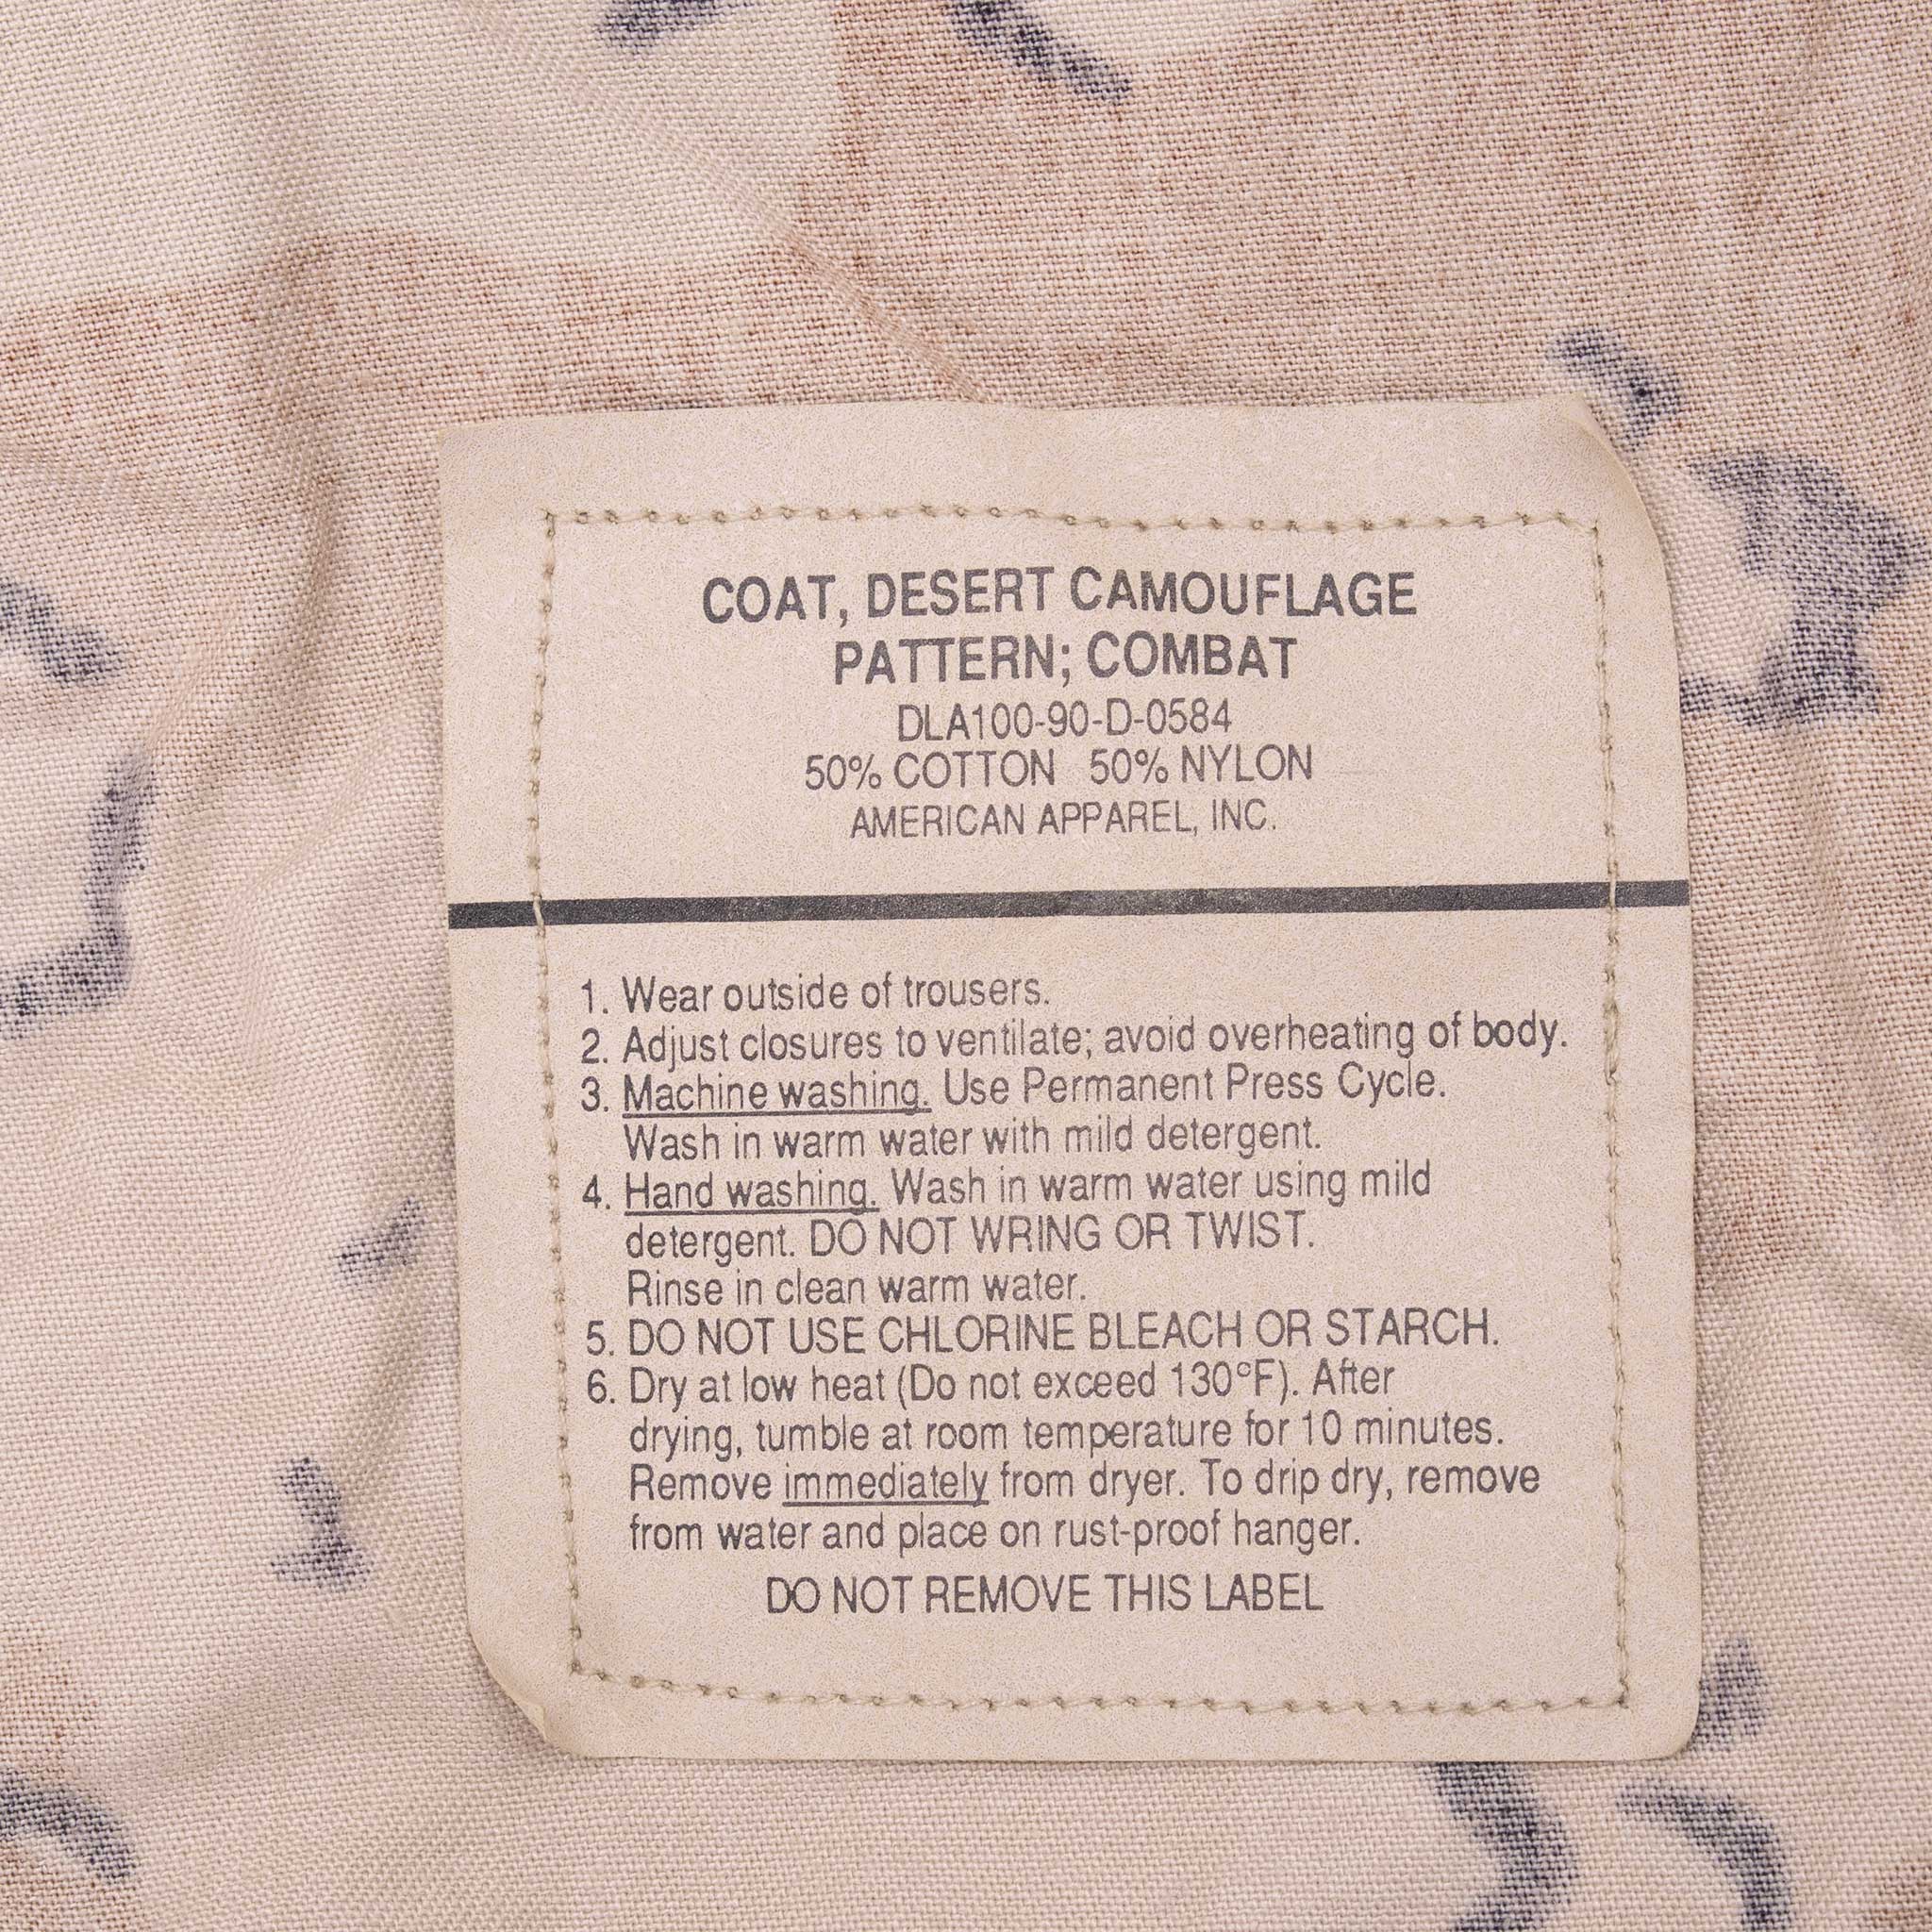 COAT, DESERT CAMOUFLAGE
PATTERN; COMBAT
DLA100-90-D-0584
50% COTTON 50% NYLON
AMERICAN APPAREL, INC.
1. Wear outside of trousers.
2. Adjust closures to ventilate; avoid overheating of body.
3. Machine washing. Use Permanent Press Cycle.
Wash in warm water with mild detergent.
4. Hand washing. Wash in warm water using mild
detergent. DO NOT WRING OR TWIST.
Rinse in clean warm water.
5. DO NOT USE CHLORINE BLEACH OR STARCH.
6. Dry at low heat (Do not exceed 130°F). After
drying, tumble at room temperature for 10 minutes.
Remove immediately from dryer. To drip dry, remove
from water and place on rust-proof hanger.
DO NOT REMOVE THIS LABEL